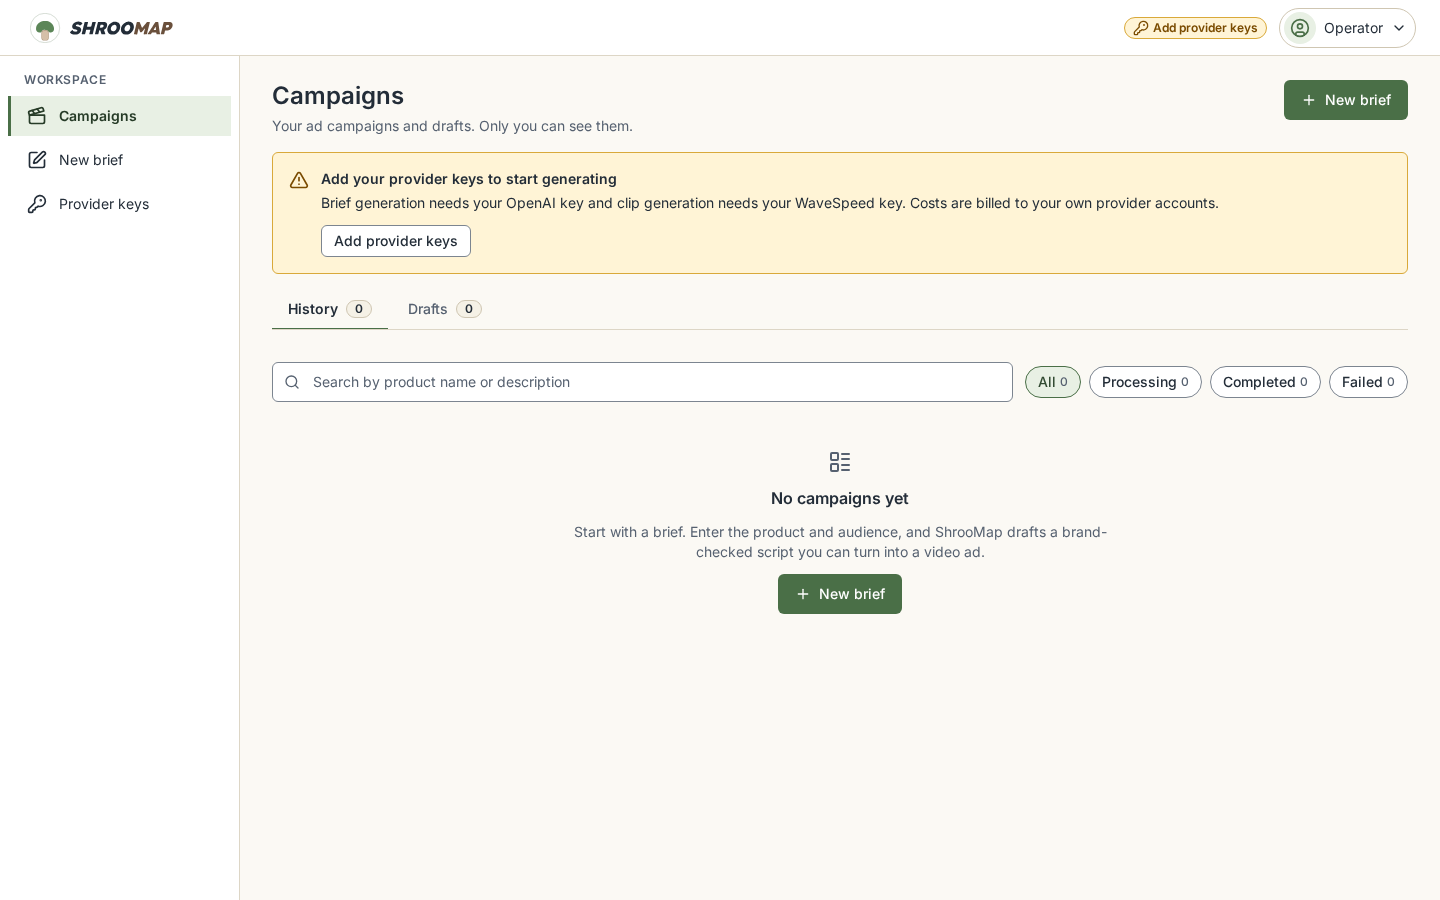 SHROOMAP
Add provider keys
Operator
WORKSPACE
Campaigns
New brief
Provider keys
Campaigns
Your ad campaigns and drafts. Only you can see them.
New brief
Add your provider keys to start generating
Brief generation needs your OpenAI key and clip generation needs your WaveSpeed key. Costs are billed to your own provider accounts.
Add provider keys
History 0
Drafts 0
Search by product name or description
All 0
Processing 0
Completed 0
Failed 0
No campaigns yet
Start with a brief. Enter the product and audience, and ShrooMap drafts a brand-
checked script you can turn into a video ad.
New brief